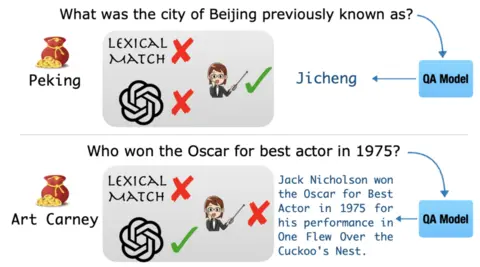 What was the city of Beijing previously known as?
LEXICAL
MATCH
Peking
Jicheng
QA Model
Who won the Oscar for best actor in 1975?
LEXICAL
MATCH
Art Carney
Jack Nicholson won
the Oscar for Best
Actor in 1975 for
his performance in
One Flew Over the
Cuckoo's Nest.
QA Model